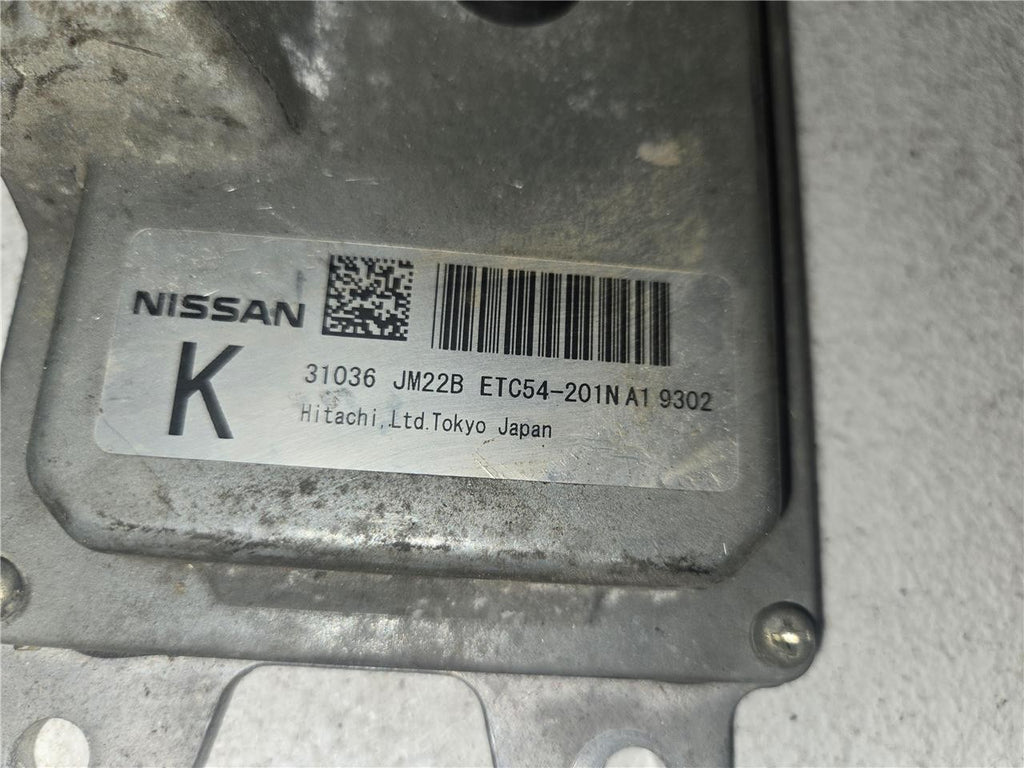 NISSAN
K
31036 JM22B ETC54-201N A1 9302
Hitachi,Ltd.Tokyo Japan